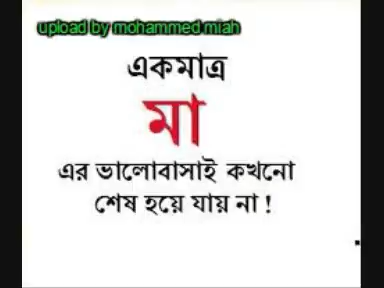 upload by mohammed miah
একমাত্র
মা
এর ভালোবাসাই কখনো
শেষ হয়ে যায় না!